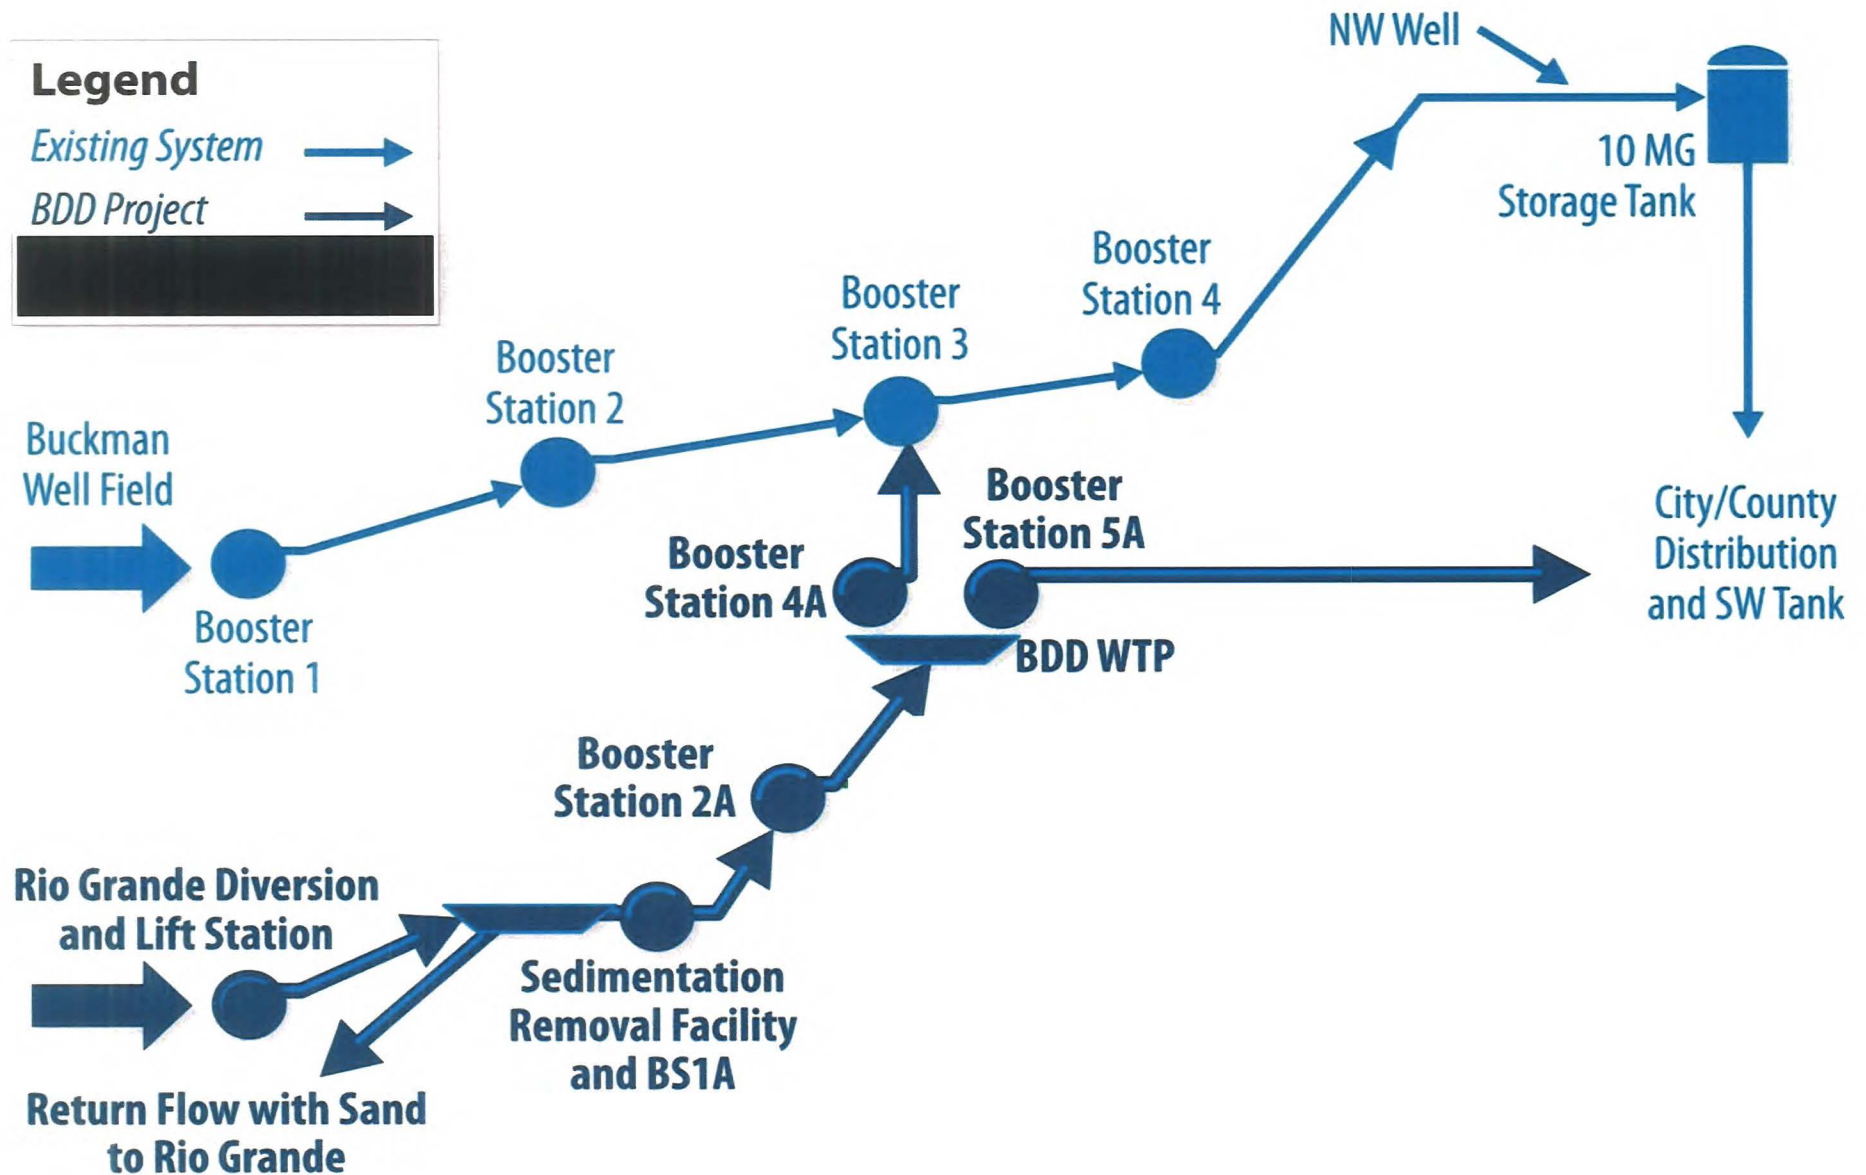 Legend
Existing System
BDD Project
NW Well
10 MG
Storage Tank
Booster
Station 4
Booster
Station 3
Booster
Station 2
Buckman
Well Field
Booster
Station 1
Booster
Station 5A
Booster
Station 4A
City/County
Distribution
and SW Tank
BDD WTP
Booster
Station 2A
Rio Grande Diversion
and Lift Station
Sedimentation
Removal Facility
and BS1A
Return Flow with Sand
to Rio Grande